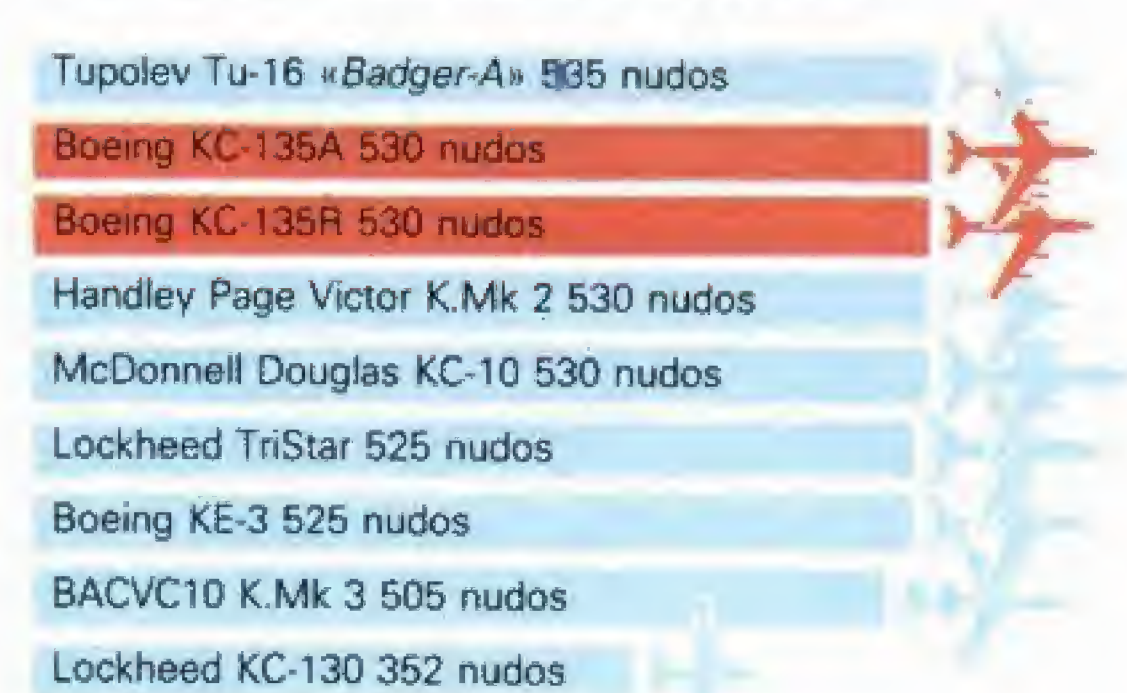 Tupolev Tu-16 «Badger-A» 535 nudos
Boeing KC-135A 530 nudos
Boeing KC-135R 530 nudos
Handley Page Victor K.Mk 2 530 nudos
McDonnell Douglas KC-10 530 nudos
Lockheed TriStar 525 nudos
Boeing KE-3 525 nudos
BACVC10 K.Mk 3 505 nudos
Lockheed KC-130 352 nudos